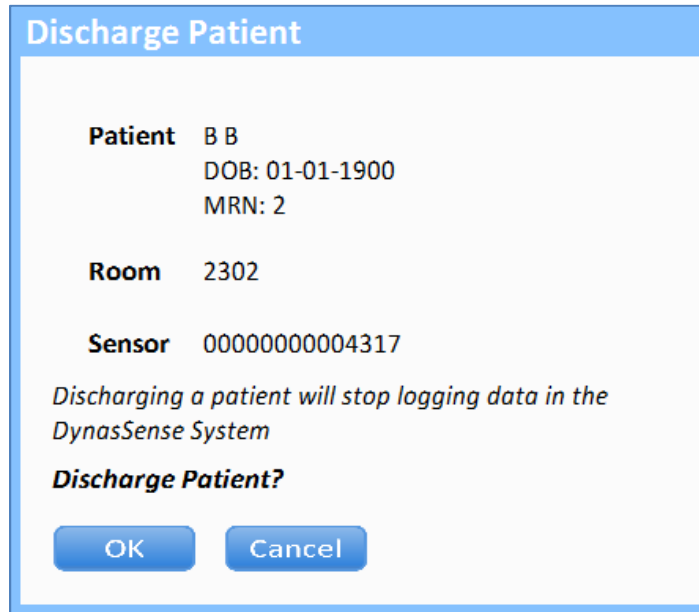 Discharge Patient
Patient B B
DOB: 01-01-1900
MRN: 2
Room 2302
Sensor 00000000004317
Discharging a patient will stop logging data in the
DynasSense System
Discharge Patient?
OK Cancel